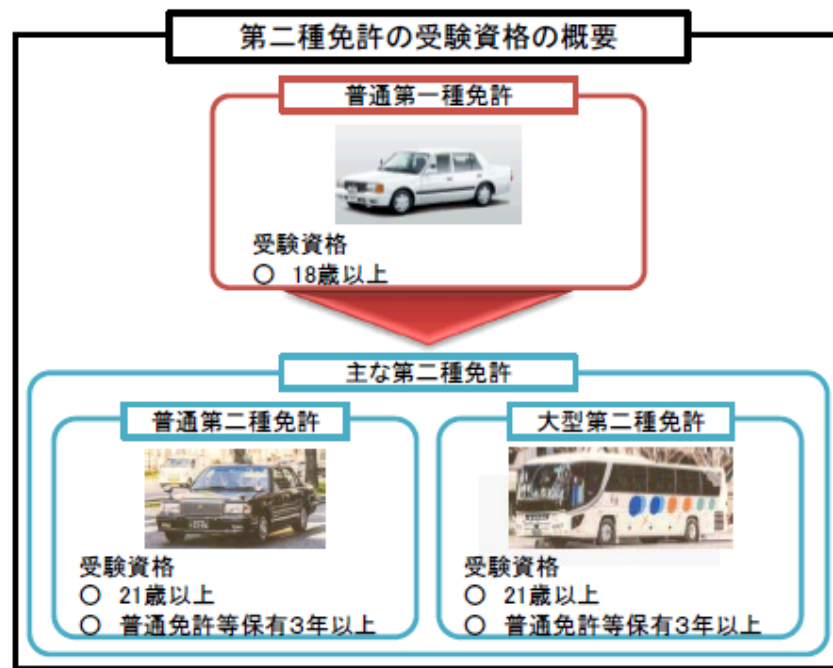 第二種免許の受験資格の概要
普通第一種免許
受験資格
○ 18歳以上
主な第二種免許
普通第二種免許
受験資格
○ 21歳以上
○ 普通免許等保有3年以上
大型第二種免許
受験資格
○ 21歳以上
○ 普通免許等保有3年以上